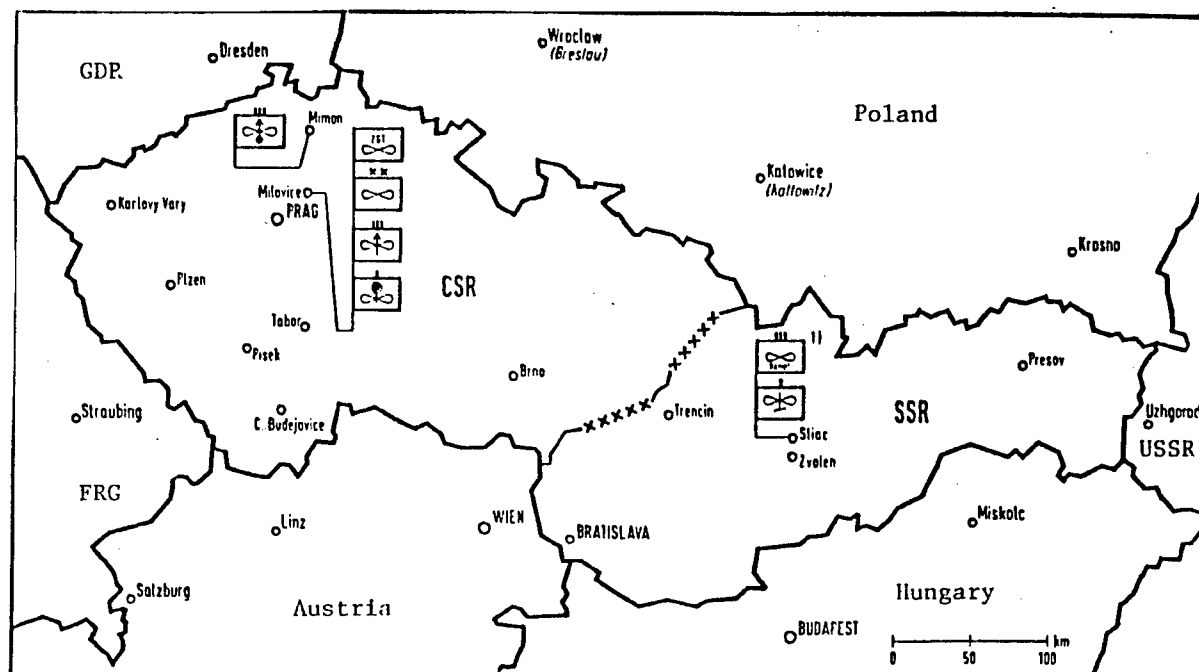 GDR
Dresden
Wroclaw
(Breslau)
Poland
Mimon
Katowice
(Kattowitz)
Milovice
Karlovy Vary
PRAG
Krosno
Plzen
CSR
Tabor
Pisek
Brno
Presov
Straubing
C. Budejovice
Trencin
SSR
Uzhgorod
Sliac
USSR
Zvolen
FRG
Linz
WIEN
BRATISLAVA
Miskolc
Salzburg
Austria
Hungary
BUDAFEST
km
0 50 100